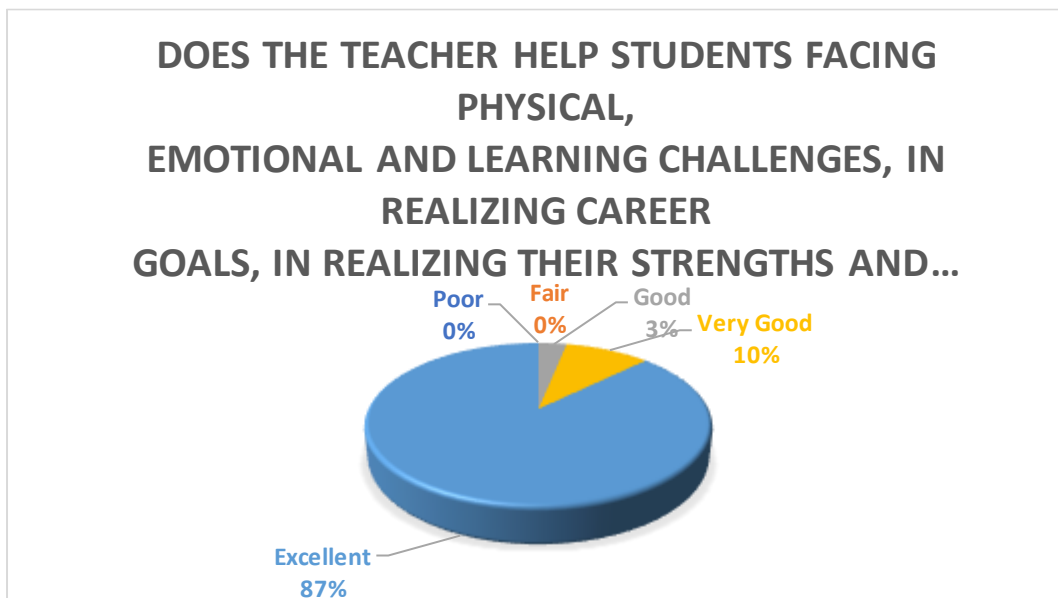 DOES THE TEACHER HELP STUDENTS FACING
PHYSICAL,
EMOTIONAL AND LEARNING CHALLENGES, IN
REALIZING CAREER
GOALS, IN REALIZING THEIR STRENGTHS AND…
Poor
0%
Fair
0%
Good
3%
Very Good
10%
Excellent
87%